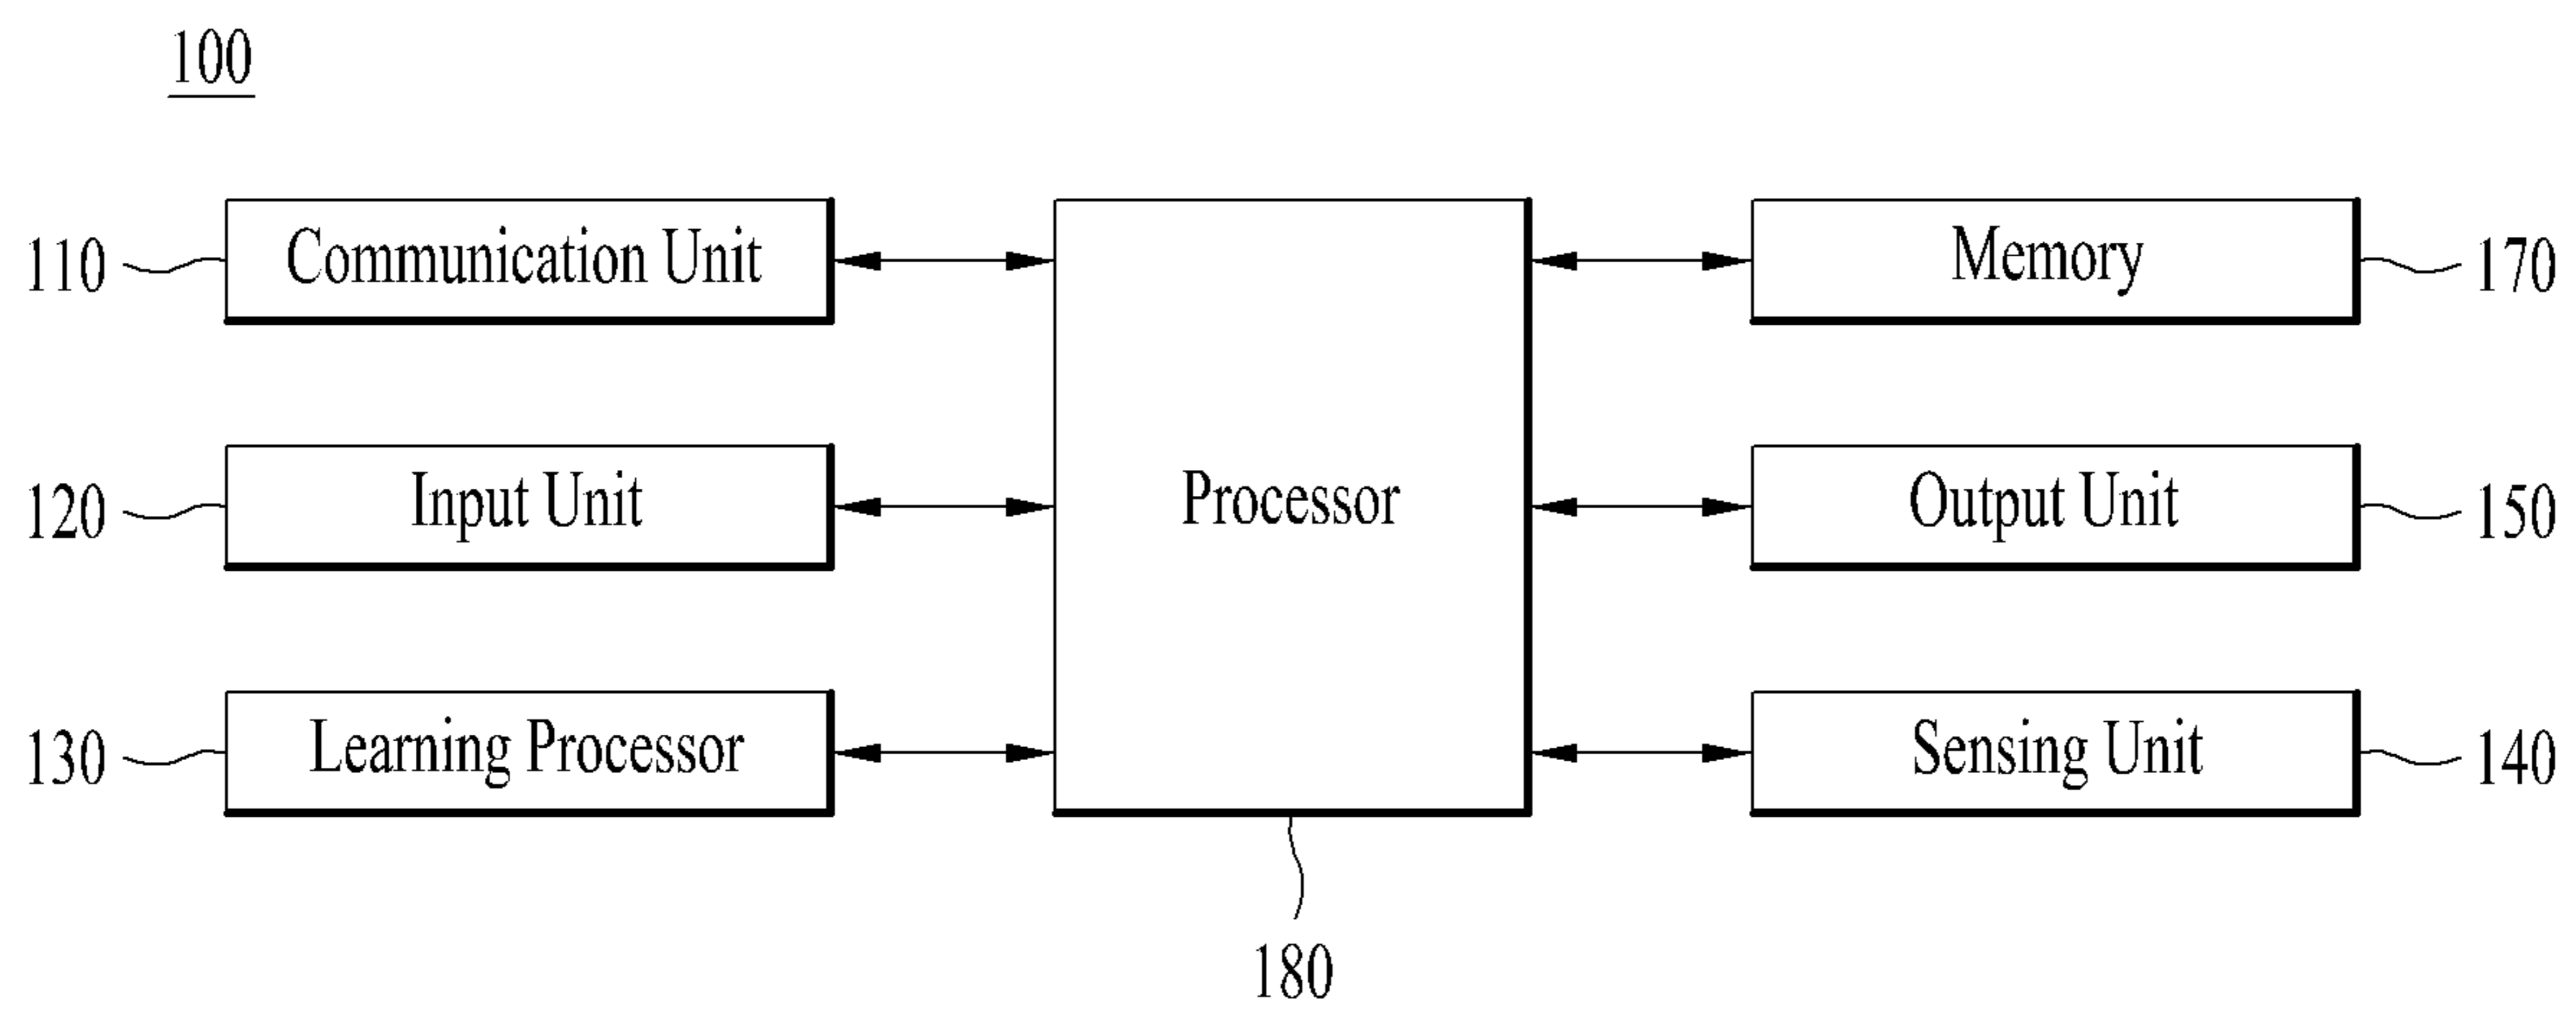 100
110
Communication Unit
Memory
170
120
Input Unit
Processor
Output Unit
150
130
Learning Processor
Sensing Unit
140
180